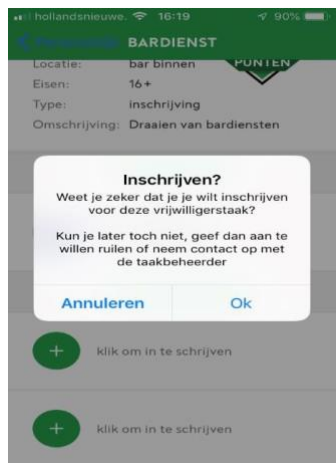 hollandsnieuwe. 16:19 90%
BARDIENST
Locatie: bar binnen
PUNTEN
Eisen: 16+
Type: inschrijving
Omschrijving: Draaien van bardiensten
Inschrijven?
Weet je zeker dat je je wilt inschrijven
voor deze vrijwilligerstaak?
Kun je later toch niet, geef dan aan te
willen ruilen of neem contact op met
de taakbeheerder
Annuleren Ok
klik om in te schrijven
klik om in te schrijven